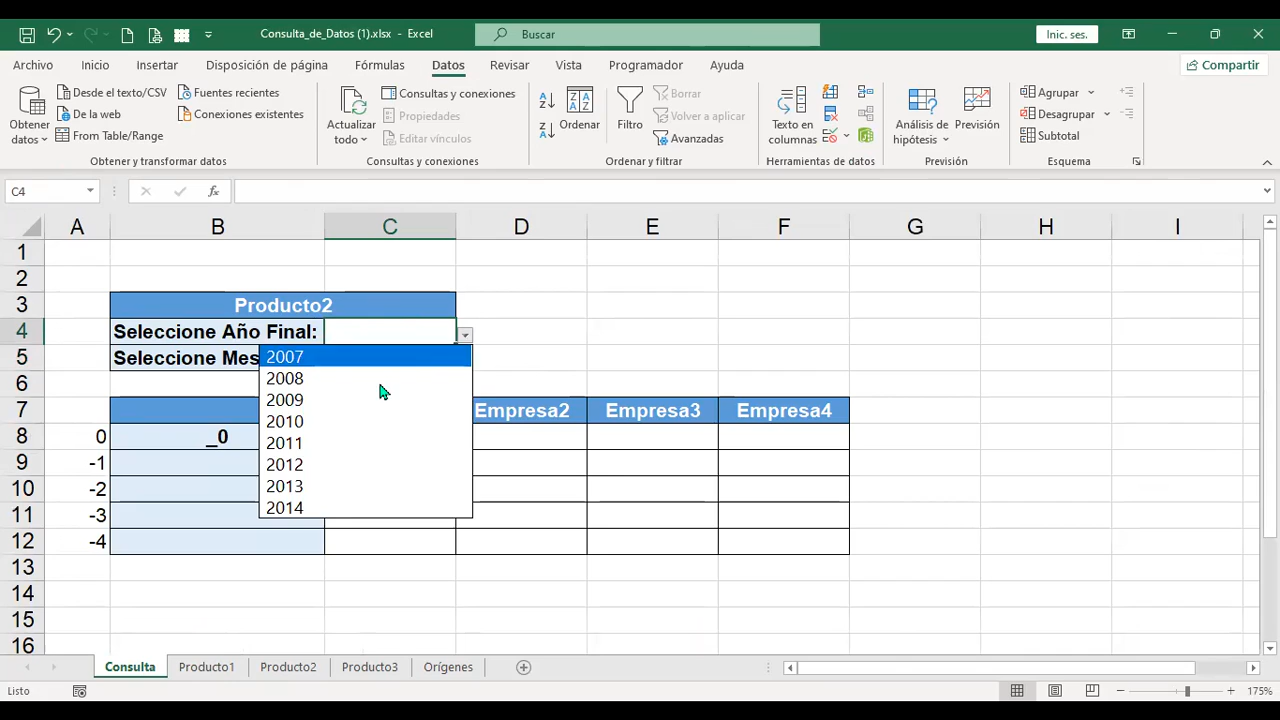 Consulta_de_Datos (1).xlsx - Excel
Buscar
Inic. ses.
Archivo Inicio Insertar Disposición de página Fórmulas Datos Revisar Vista Programador Ayuda Compartir
Obtener datos
Desde el texto/CSV
De la web
From Table/Range
Fuentes recientes
Conexiones existentes
Obtener y transformar datos
Actualizar todo
Consultas y conexiones
Propiedades
Editar vínculos
Consultas y conexiones
Ordenar
Filtro
Borrar
Volver a aplicar
Avanzadas
Ordenar y filtrar
Texto en columnas
Herramientas de datos
Análisis de hipótesis
Previsión
Previsión
Agrupar
Desagrupar
Subtotal
Esquema
C4 fx
A B C D E F G H I
1
2
3 Producto2
4 Seleccione Año Final:
5 Seleccione Mes
2007
2008
2009
2010
2011
2012
2013
2014
6
7 Empresa2 Empresa3 Empresa4
8 0 _0
9 -1
10 -2
11 -3
12 -4
13
14
15
16
Consulta Producto1 Producto2 Producto3 Orígenes
Listo 175%